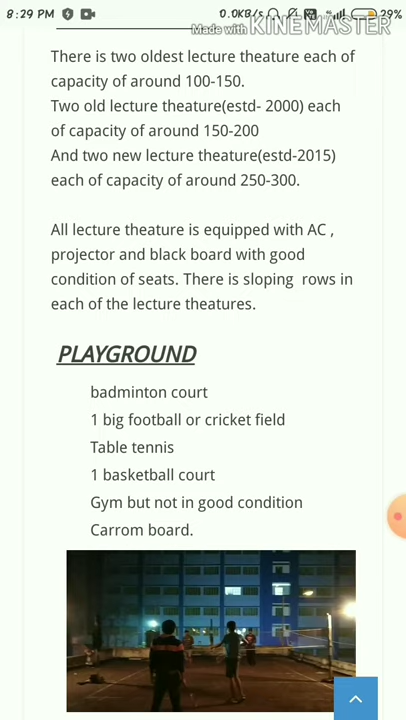 8:29 PM 0.0KB/s 29%
Made with KINEMASTER
There is two oldest lecture theature each of
capacity of around 100-150.
Two old lecture theature(estd- 2000) each
of capacity of around 150-200
And two new lecture theature(estd-2015)
each of capacity of around 250-300.
All lecture theature is equipped with AC ,
projector and black board with good
condition of seats. There is sloping rows in
each of the lecture theatures.
PLAYGROUND
badminton court
1 big football or cricket field
Table tennis
1 basketball court
Gym but not in good condition
Carrom board.